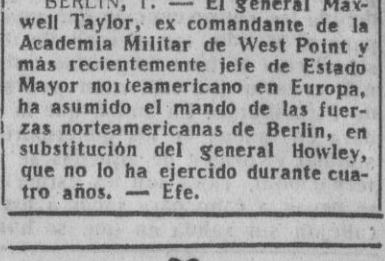 BERLIN, 1. — El general Max-
well Taylor, ex comandante de la
Academia Militar de West Point y
más recientemente jefe de Estado
Mayor norteamericano en Europa,
ha asumido el mando de las fuer-
zas norteamericanas de Berlin, en
substitución del general Howley,
que no lo ha ejercido durante cua-
tro años. — Efe.